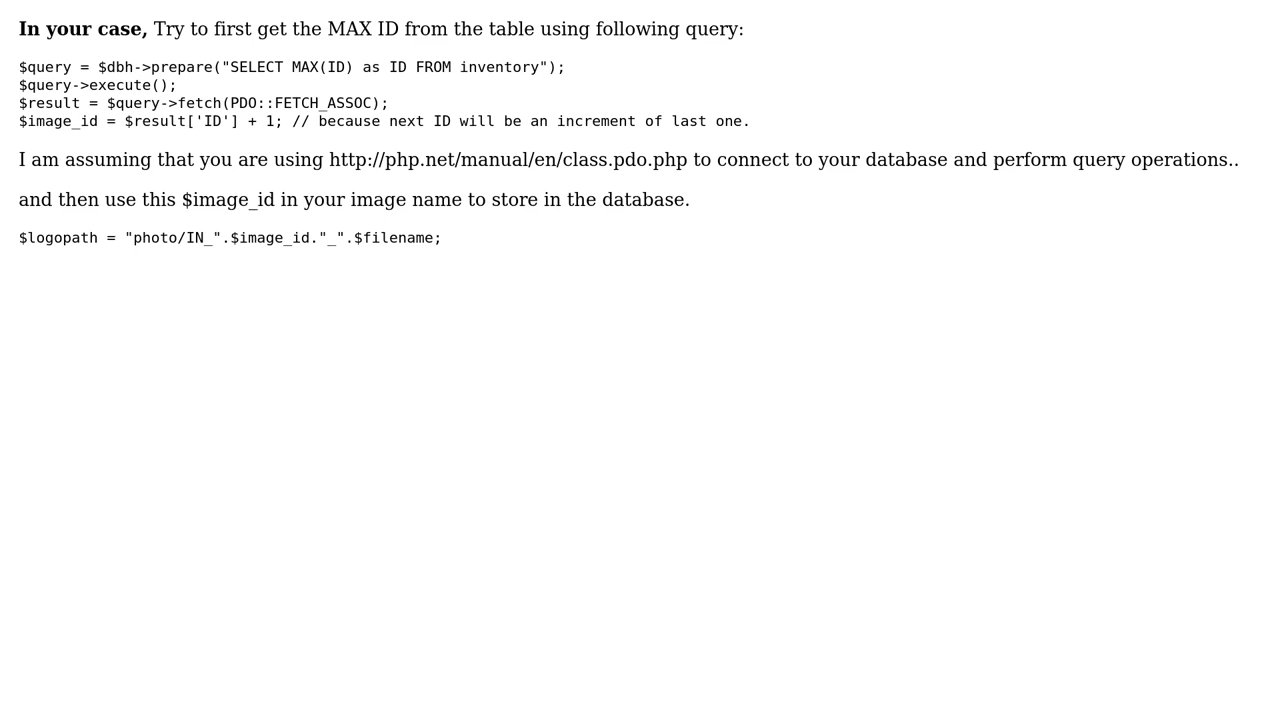 In your case, Try to first get the MAX ID from the table using following query:
$query = $dbh->prepare("SELECT MAX(ID) as ID FROM inventory");
$query->execute();
$result = $query->fetch(PDO::FETCH_ASSOC);
$image_id = $result['ID'] + 1; // because next ID will be an increment of last one.
I am assuming that you are using http://php.net/manual/en/class.pdo.php to connect to your database and perform query operations..
and then use this $image_id in your image name to store in the database.
$logopath = "photo/IN_".$image_id."_".$filename;